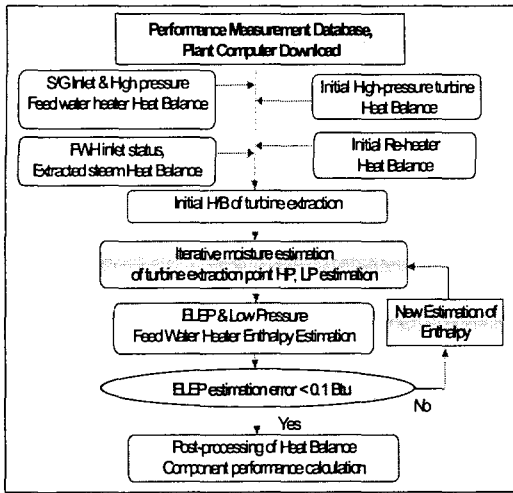 Performance Measurement Database,
Plant Computer Download
S/G Inlet & High pressure
Feed water heater Heat Balance
Initial High-pressure turbine
Heat Balance
FWH inlet status,
Extracted steam Heat Balance
Initial Re-heater
Heat Balance
Initial H/B of turbine extraction
Iterative moisture estimation
of turbine extraction point HP, LP estimation
ELEP & Low Pressure
Feed Water Heater Enthalpy Estimation
New Estimation of
Enthalpy
ELEP estimation error < 0.1 Btu
No
Yes
Post-processing of Heat Balance
Component performance calculation